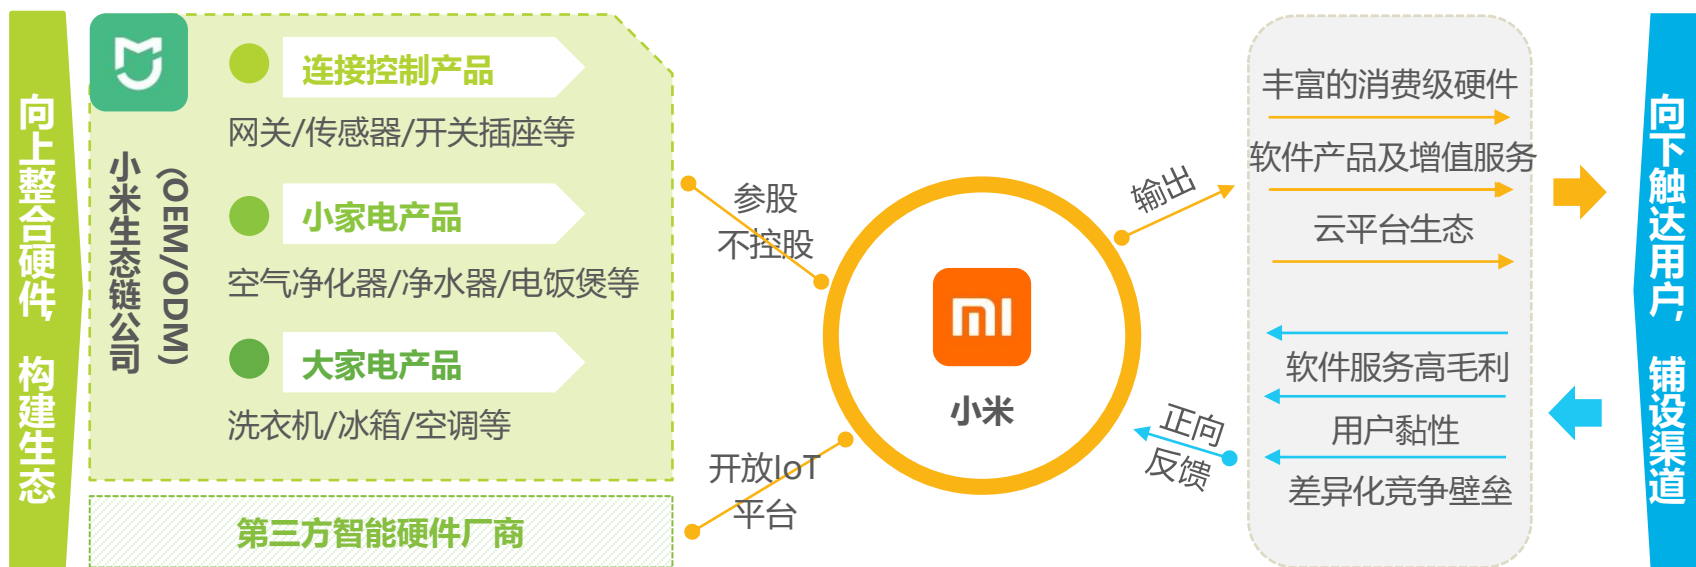 向上整合硬件，构建生态
小米生态链公司
（OEM/ODM）
连接控制产品
网关/传感器/开关插座等
小家电产品
空气净化器/净水器/电饭煲等
大家电产品
洗衣机/冰箱/空调等
第三方智能硬件厂商
参股
不控股
开放IoT
平台
小米
输出
正向
反馈
丰富的消费级硬件
软件产品及增值服务
云平台生态
软件服务高毛利
用户黏性
差异化竞争壁垒
向下触达用户，铺设渠道